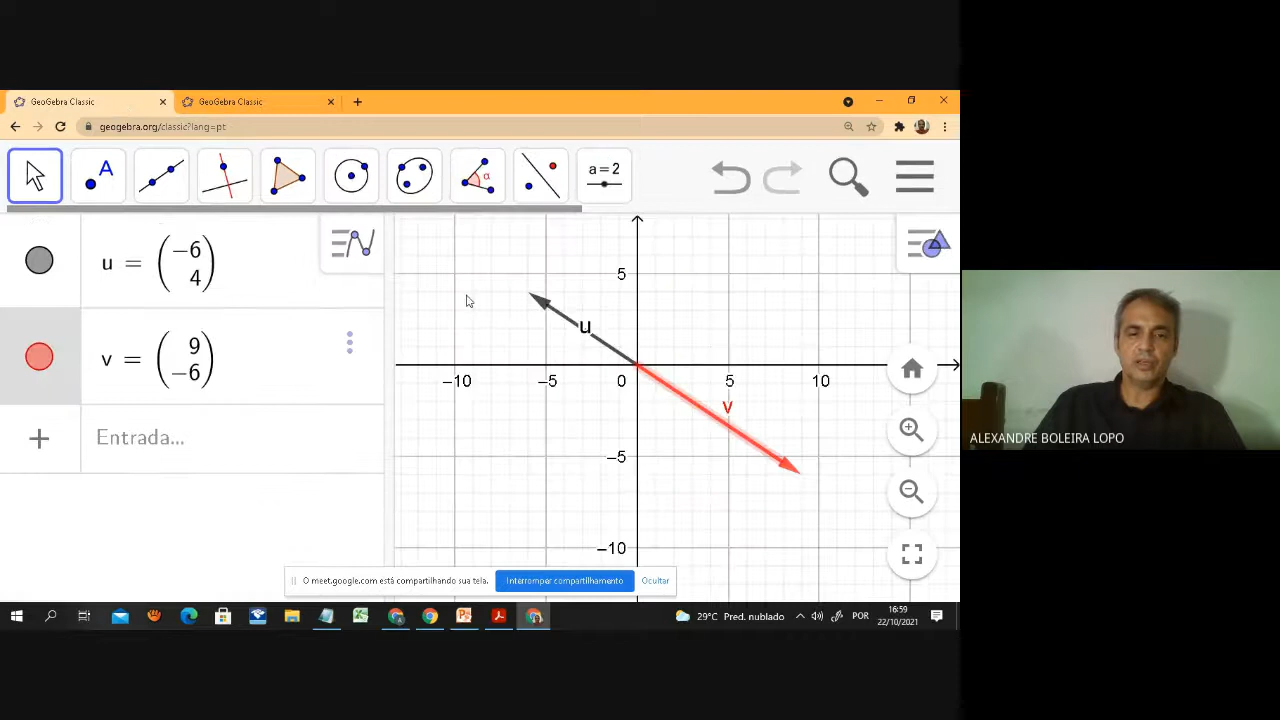 GeoGebra Classic
GeoGebra Classic
geogebra.org/classic?lang=pt
A
α
a = 2
u = (−6 4)
v = (9 −6)
Entrada...
5
u
−10 −5 0 5 10
v
−5
−10
ALEXANDRE BOLEIRA LOPO
O meet.google.com está compartilhando sua tela. Interromper compartilhamento Ocultar
29°C Pred. nublado POR 16:59
22/10/2021